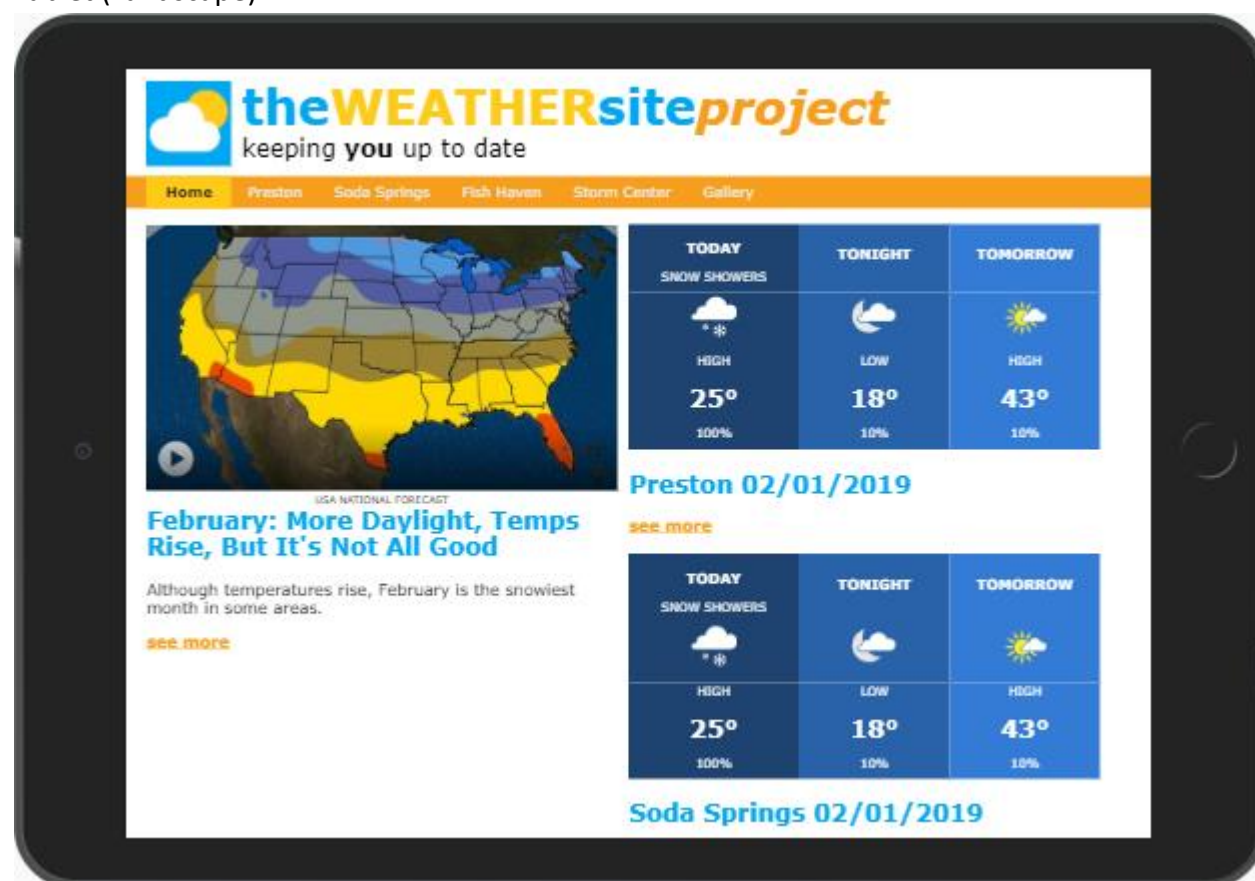 theWEATHERsiteproject
keeping you up to date
Home Preston Soda Springs Fish Haven Storm Center Gallery
USA NATIONAL FORECAST
February: More Daylight, Temps
Rise, But It's Not All Good
Although temperatures rise, February is the snowiest
month in some areas.
see more
TODAY TONIGHT TOMORROW
SNOW SHOWERS
HIGH LOW HIGH
25° 18° 43°
100% 10% 10%
Preston 02/01/2019
see more
TODAY TONIGHT TOMORROW
SNOW SHOWERS
HIGH LOW HIGH
25° 18° 43°
100% 10% 10%
Soda Springs 02/01/2019